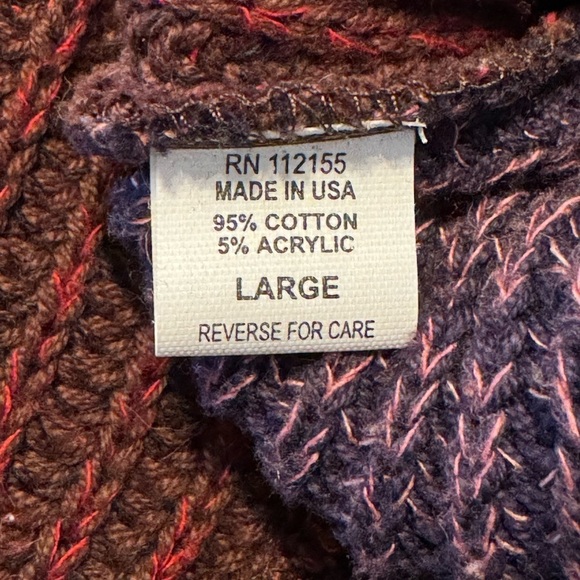 RN 112155
MADE IN USA
95% COTTON
5% ACRYLIC
LARGE
REVERSE FOR CARE